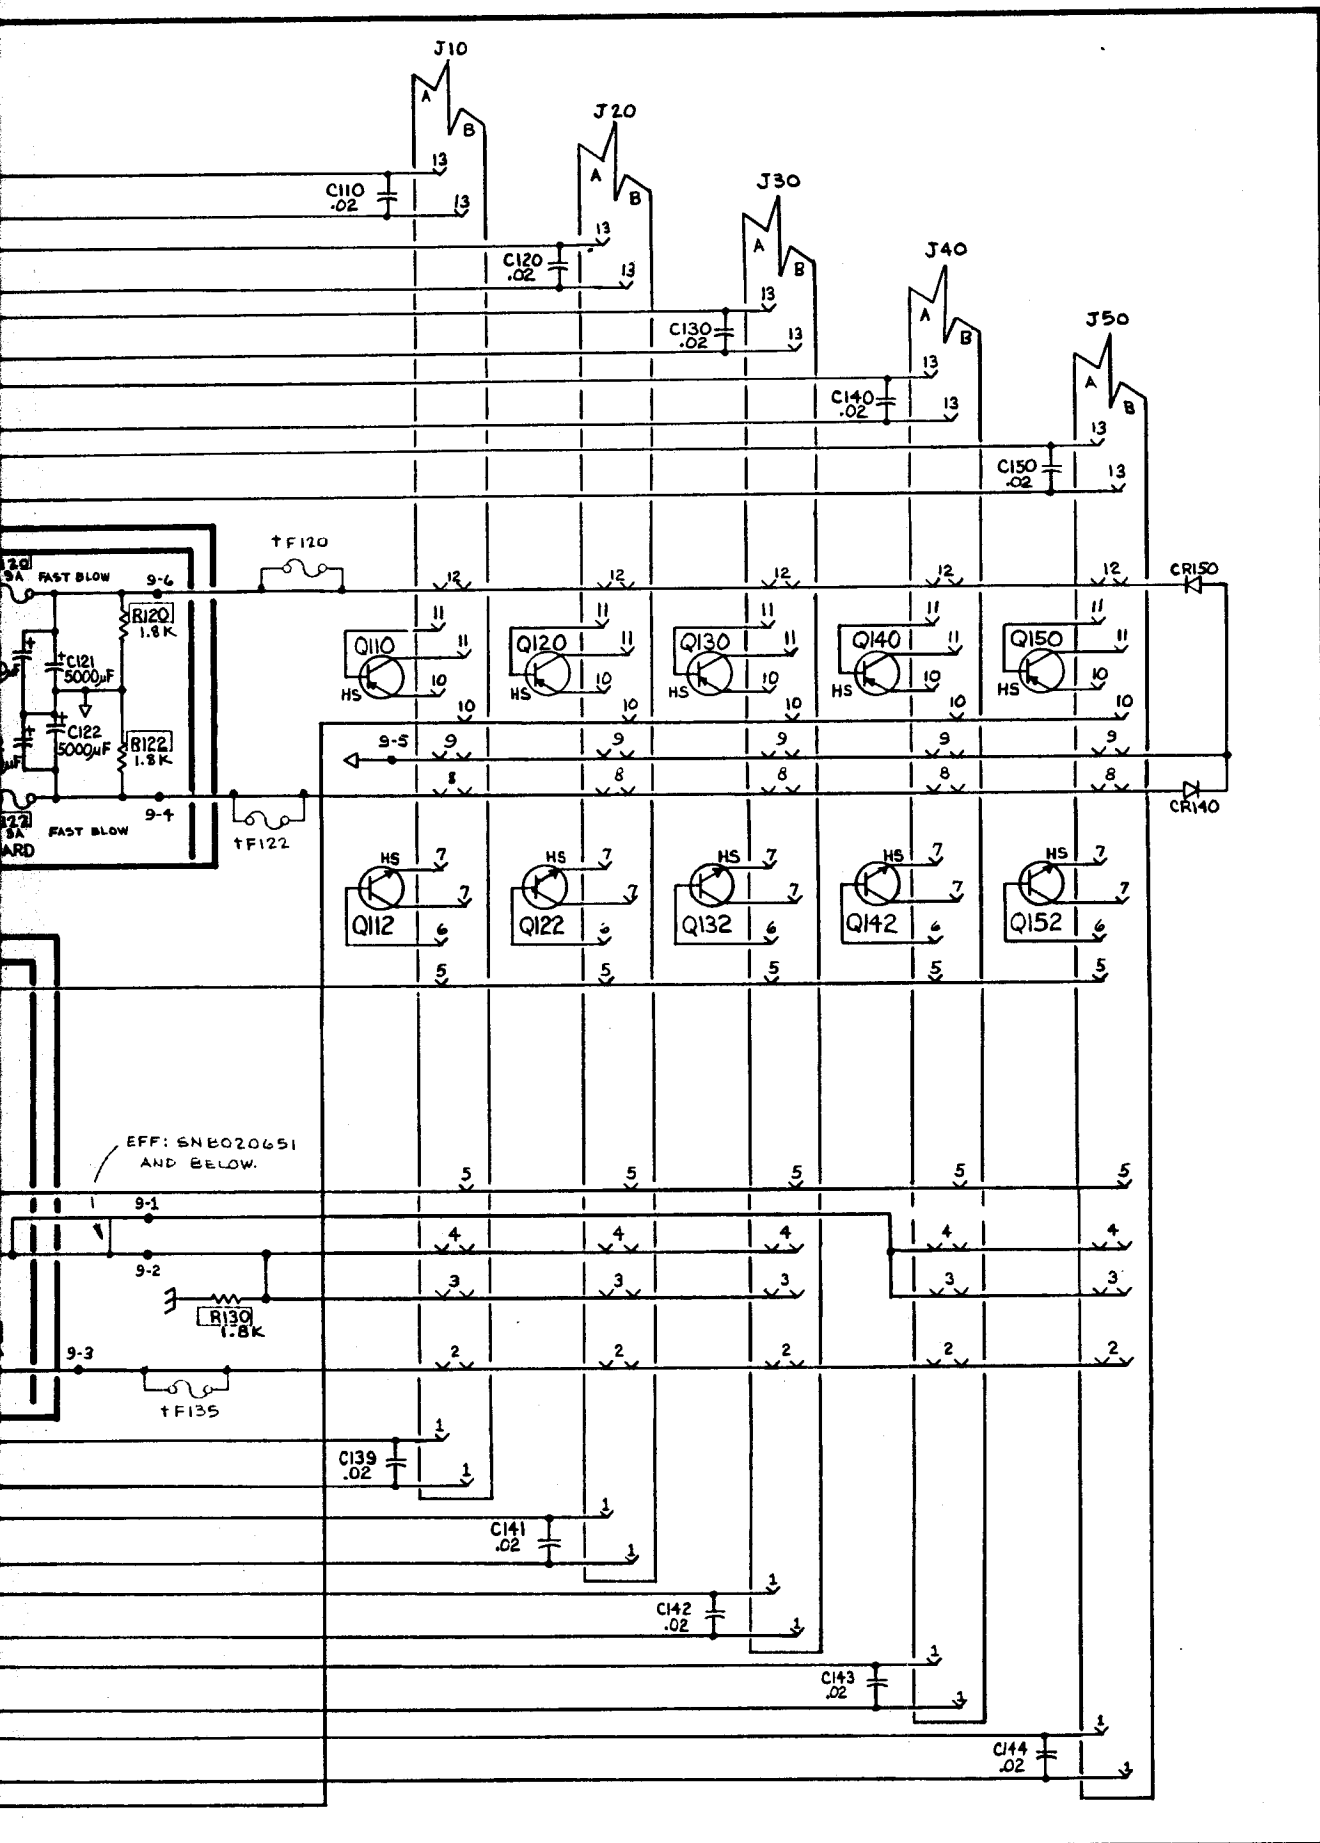 J10
A
B
J20
A
B
J30
A
B
J40
A
B
J50
A
B
13
C110
.02
13
13
C120
.02
13
13
C130
.02
13
13
C140
.02
13
13
C150
.02
13
†F120
FAST BLOW
9-6
12
12
12
12
12
CR150
R120
1.8K
+
+C121
5000µF
11
11
11
11
11
Q110
11
Q120
11
Q130
11
Q140
11
Q150
11
HS
10
HS
10
HS
10
HS
10
HS
10
10
10
10
10
10
+
+
C122
5000µF
R122
1.8K
9-5
9
9
9
9
9
8
8
8
8
8
9-4
CR140
FAST BLOW
†F122
HS
7
HS
7
HS
7
HS
7
HS
7
7
7
7
7
7
Q112
6
Q122
6
Q132
6
Q142
6
Q152
6
5
5
5
5
5
EFF: SN B020651
AND BELOW.
5
5
5
5
5
9-1
4
4
4
4
4
9-2
3
3
3
3
3
R130
1.8K
9-3
2
2
2
2
2
†F135
1
C139
.02
1
1
C141
.02
1
1
C142
.02
1
1
C143
.02
1
1
C144
.02
1